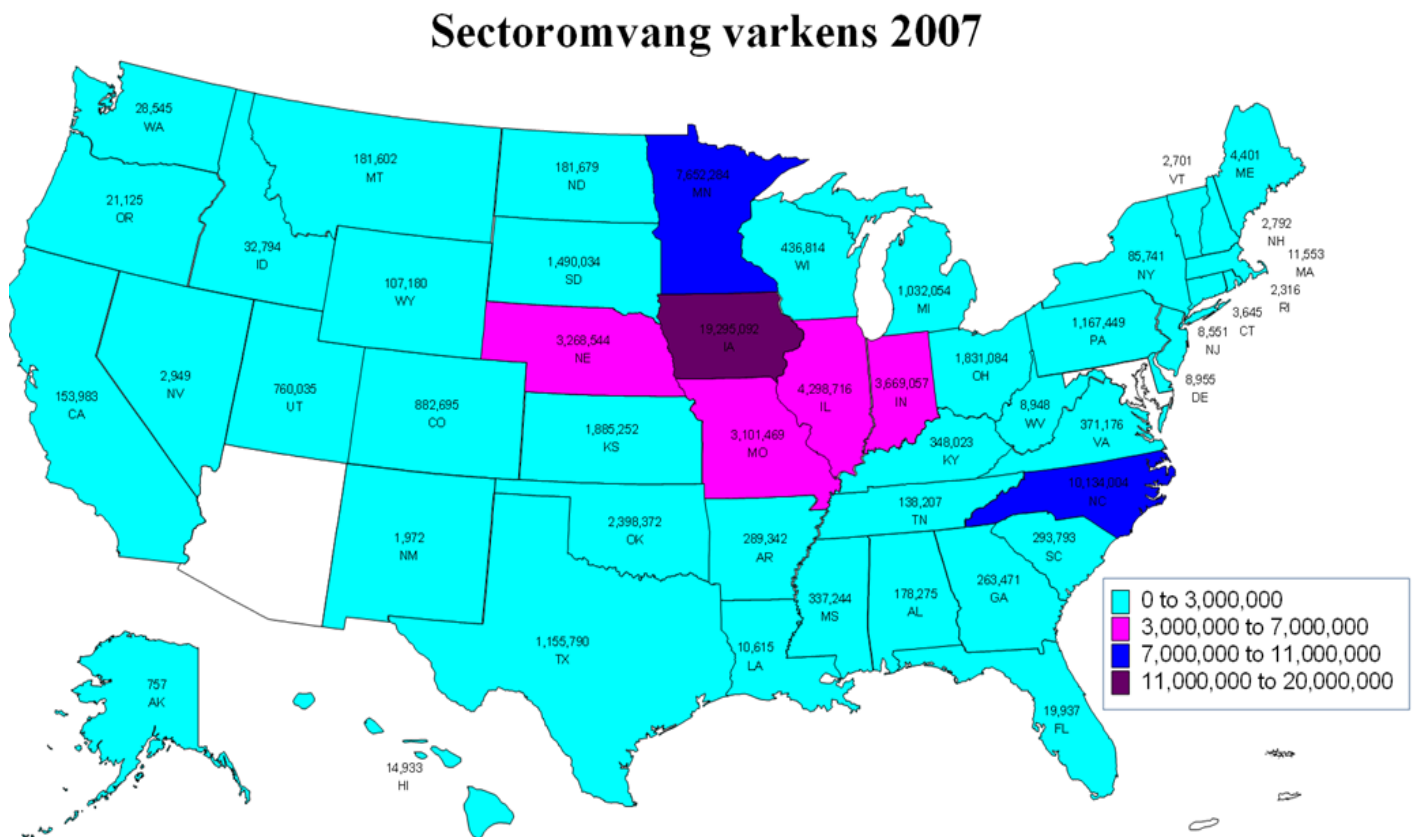 Sectoromvang varkens 2007
28,545
WA
181,602
MT
181,679
ND
7,652,284
MN
2,701
VT
4,401
ME
21,125
OR
32,794
ID
107,180
WY
1,490,034
SD
436,814
WI
1,032,054
MI
85,741
NY
2,792
NH
11,553
MA
2,316
RI
3,645
CT
8,551
NJ
8,955
DE
1,167,449
PA
153,983
CA
2,949
NV
760,035
UT
882,695
CO
3,268,544
NE
19,295,092
IA
4,298,716
IL
3,669,057
IN
1,831,084
OH
8,948
WV
371,176
VA
1,885,252
KS
3,101,469
MO
348,023
KY
138,207
TN
10,134,004
NC
1,972
NM
2,398,372
OK
289,342
AR
293,793
SC
337,244
MS
178,275
AL
263,471
GA
1,155,790
TX
10,615
LA
19,937
FL
757
AK
14,933
HI
0 to 3,000,000
3,000,000 to 7,000,000
7,000,000 to 11,000,000
11,000,000 to 20,000,000